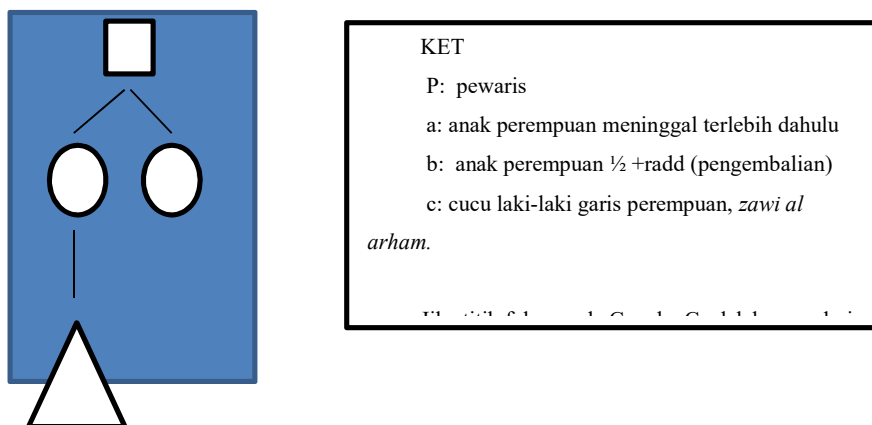 KET
P: pewaris
a: anak perempuan meninggal terlebih dahulu
b: anak perempuan ½ +radd (pengembalian)
c: cucu laki-laki garis perempuan, zawi al
arham.